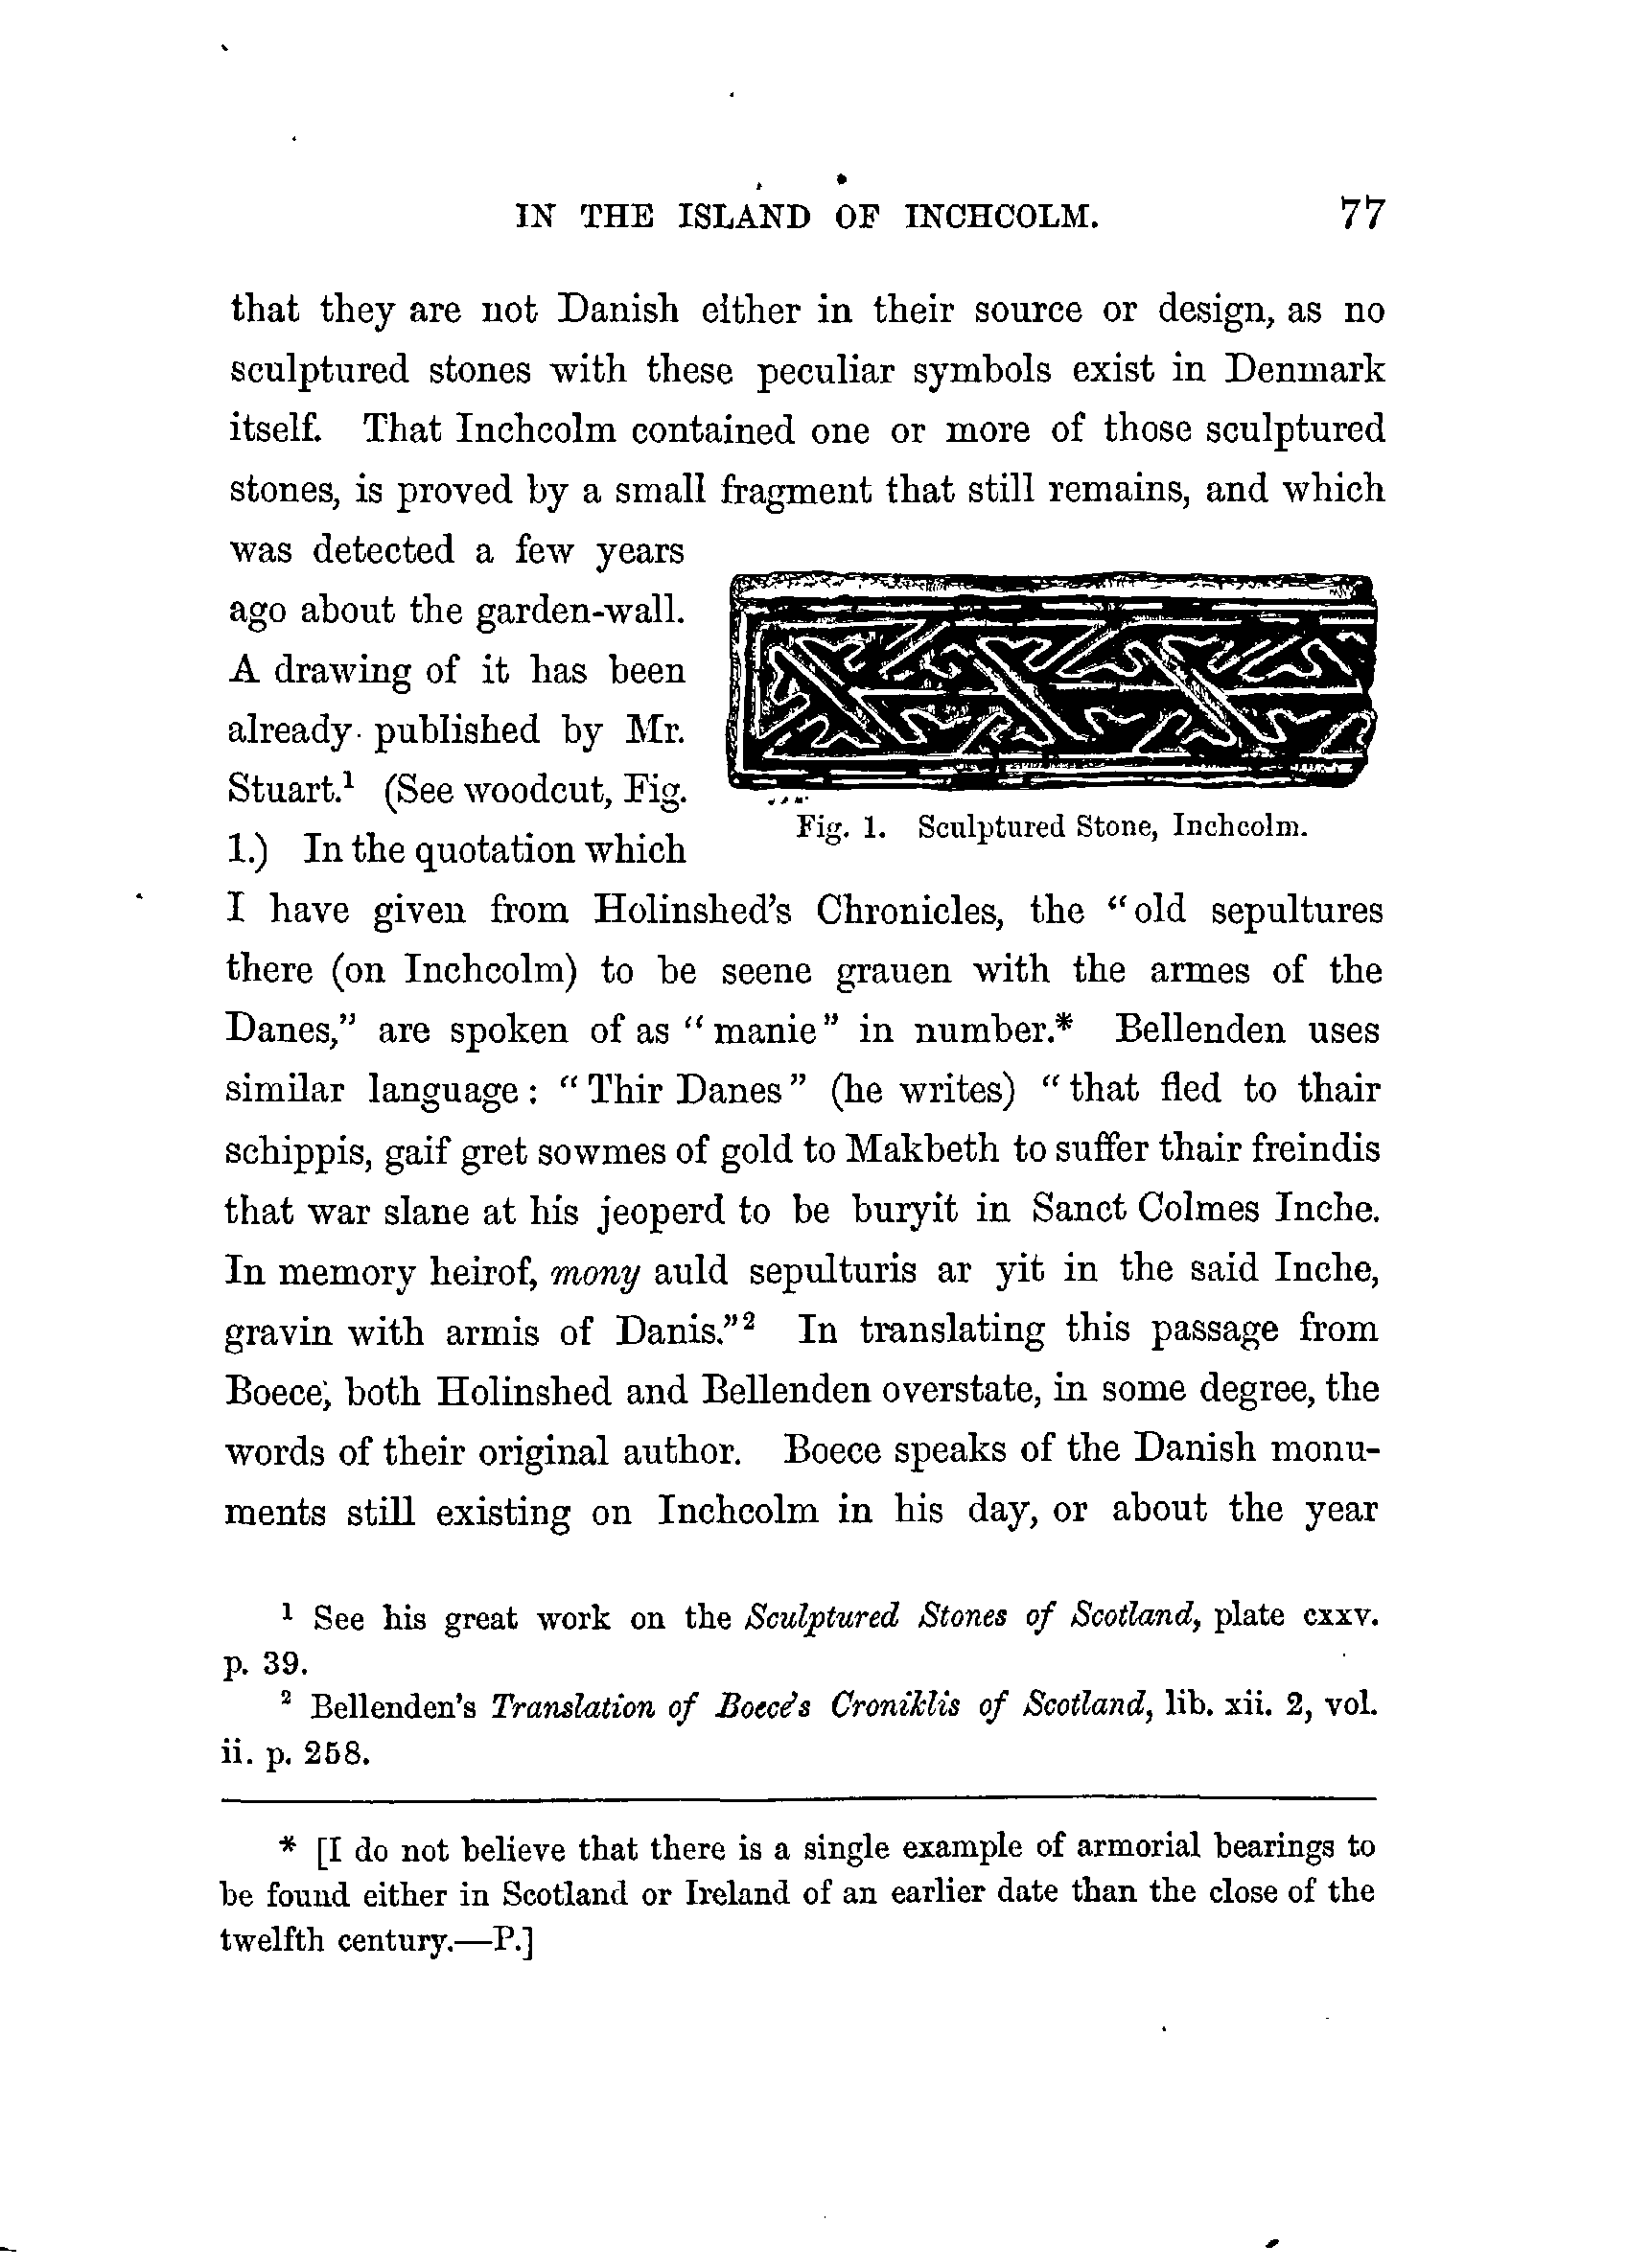 IN THE ISLAND OF INCHCOLM. 77
that they are not Danish either in their source or design, as no
sculptured stones with these peculiar symbols exist in Denmark
itself. That Inchcolm contained one or more of those sculptured
stones, is proved by a small fragment that still remains, and which
was detected a few years
ago about the garden-wall.
A drawing of it has been
already published by Mr.
Stuart.¹ (See woodcut, Fig.
1.) In the quotation which
Fig. 1. Sculptured Stone, Inchcolm.
I have given from Holinshed's Chronicles, the “old sepultures
there (on Inchcolm) to be seene grauen with the armes of the
Danes,” are spoken of as “manie” in number.* Bellenden uses
similar language: “Thir Danes” (he writes) “that fled to thair
schippis, gaif gret sowmes of gold to Makbeth to suffer thair freindis
that war slane at his jeoperd to be buryit in Sanct Colmes Inche.
In memory heirof, mony auld sepulturis ar yit in the said Inche,
gravin with armis of Danis.”² In translating this passage from
Boece, both Holinshed and Bellenden overstate, in some degree, the
words of their original author. Boece speaks of the Danish monu-
ments still existing on Inchcolm in his day, or about the year
¹ See his great work on the Sculptured Stones of Scotland, plate cxxv.
p. 39.
² Bellenden's Translation of Boece's Croniklis of Scotland, lib. xii. 2, vol.
ii. p. 258.
* [I do not believe that there is a single example of armorial bearings to
be found either in Scotland or Ireland of an earlier date than the close of the
twelfth century.—P.]